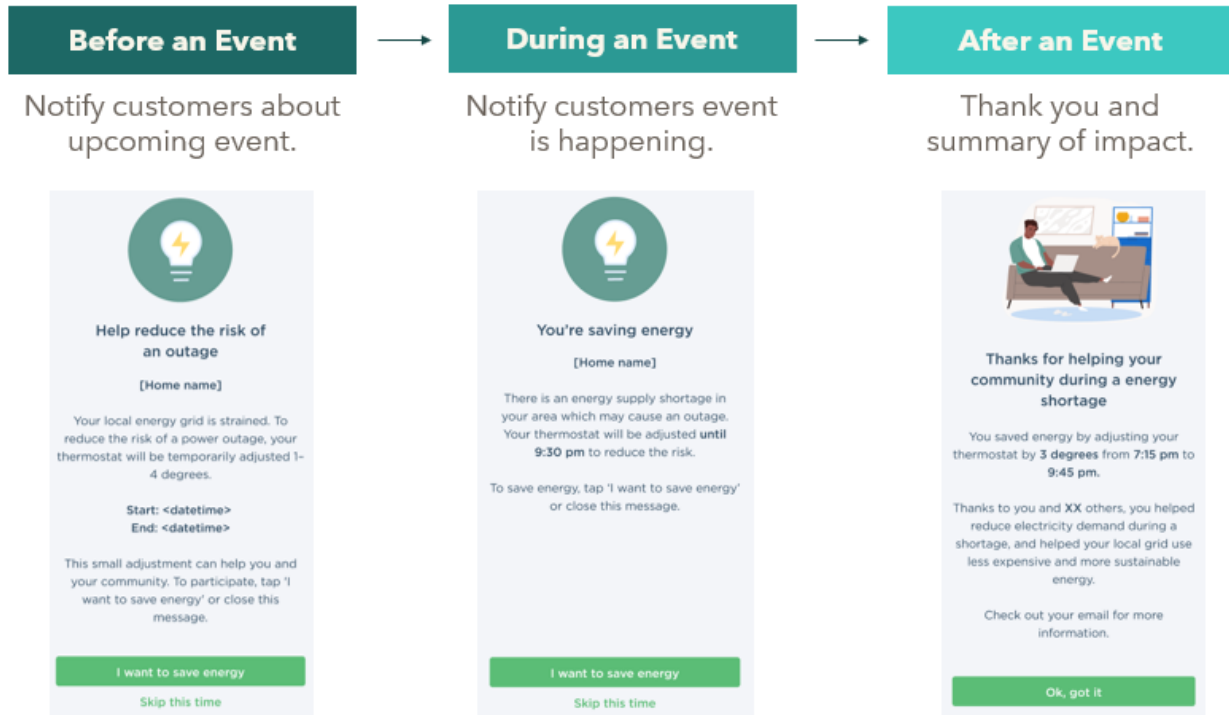 Before an Event
Notify customers about
upcoming event.
Help reduce the risk of
an outage
[Home name]
Your local energy grid is strained. To
reduce the risk of a power outage, your
thermostat will be temporarily adjusted 1–
4 degrees.
Start: <datetime>
End: <datetime>
This small adjustment can help you and
your community. To participate, tap ‘I
want to save energy’ or close this
message.
I want to save energy
Skip this time
During an Event
Notify customers event
is happening.
You’re saving energy
[Home name]
There is an energy supply shortage in
your area which may cause an outage.
Your thermostat will be adjusted until
9:30 pm to reduce the risk.
To save energy, tap ‘I want to save energy’
or close this message.
I want to save energy
Skip this time
After an Event
Thank you and
summary of impact.
Thanks for helping your
community during a energy
shortage
You saved energy by adjusting your
thermostat by 3 degrees from 7:15 pm to
9:45 pm.
Thanks to you and XX others, you helped
reduce electricity demand during a
shortage, and helped your local grid use
less expensive and more sustainable
energy.
Check out your email for more
information.
Ok, got it